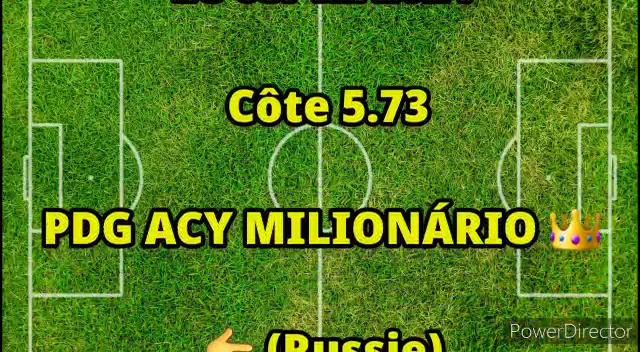 Côte 5.73
PDG ACY MILIONÁRIO
(Russie)
PowerDirector